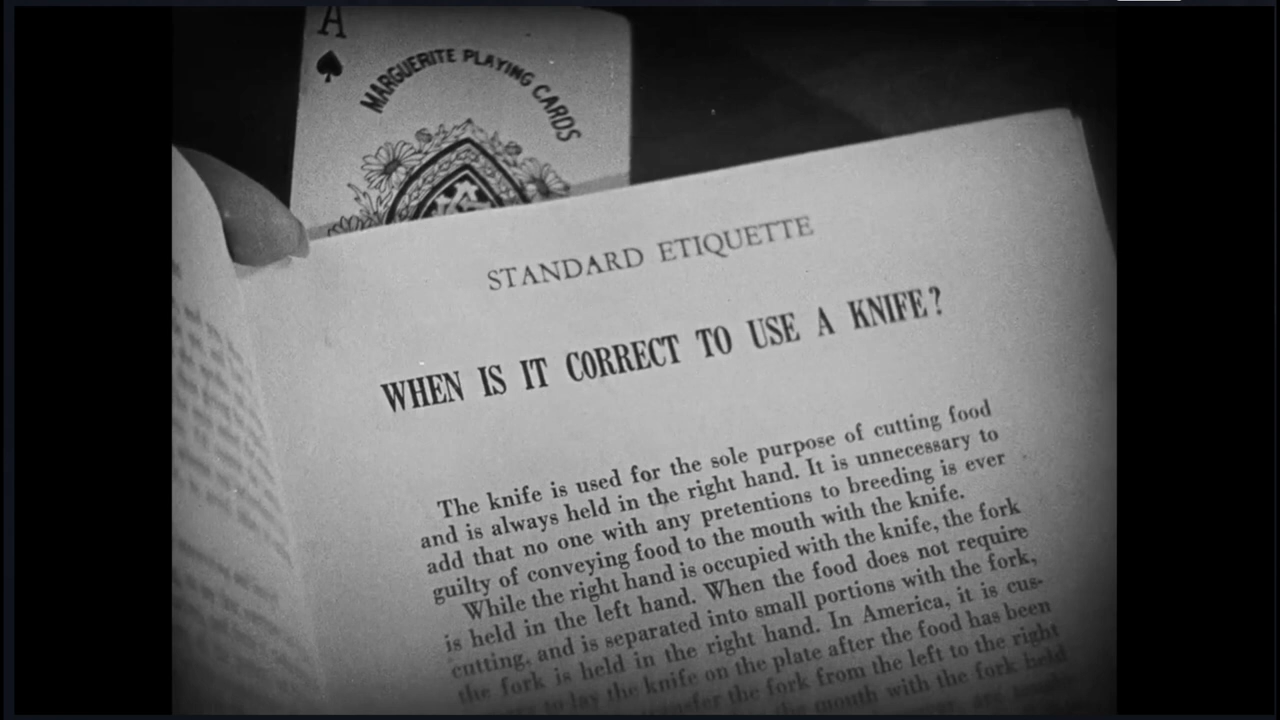 A
MARGUERITE PLAYING CARDS
STANDARD ETIQUETTE
WHEN IS IT CORRECT TO USE A KNIFE?
The knife is used for the sole purpose of cutting food
and is always held in the right hand. It is unnecessary to
add that no one with any pretentions to breeding is ever
guilty of conveying food to the mouth with the knife.
While the right hand is occupied with the knife, the fork
is held in the left hand. When the food does not require
cutting, and is separated into small portions with the fork,
the fork is held in the right hand. In America, it is cus-
to lay the knife on the plate after the food has been
the fork from the left to the right
the mouth with the fork held